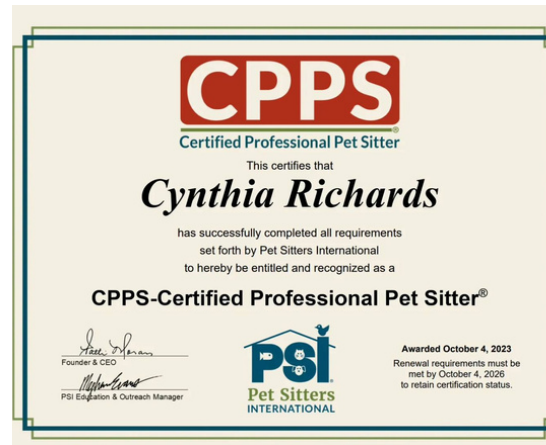 CPPS
Certified Professional Pet Sitter
This certifies that
Cynthia Richards
has successfully completed all requirements
set forth by Pet Sitters International
to hereby be entitled and recognized as a
CPPS-Certified Professional Pet Sitter®
Founder & CEO
PSI Education & Outreach Manager
PSI
Pet Sitters
INTERNATIONAL
Awarded October 4, 2023
Renewal requirements must be
met by October 4, 2026
to retain certification status.